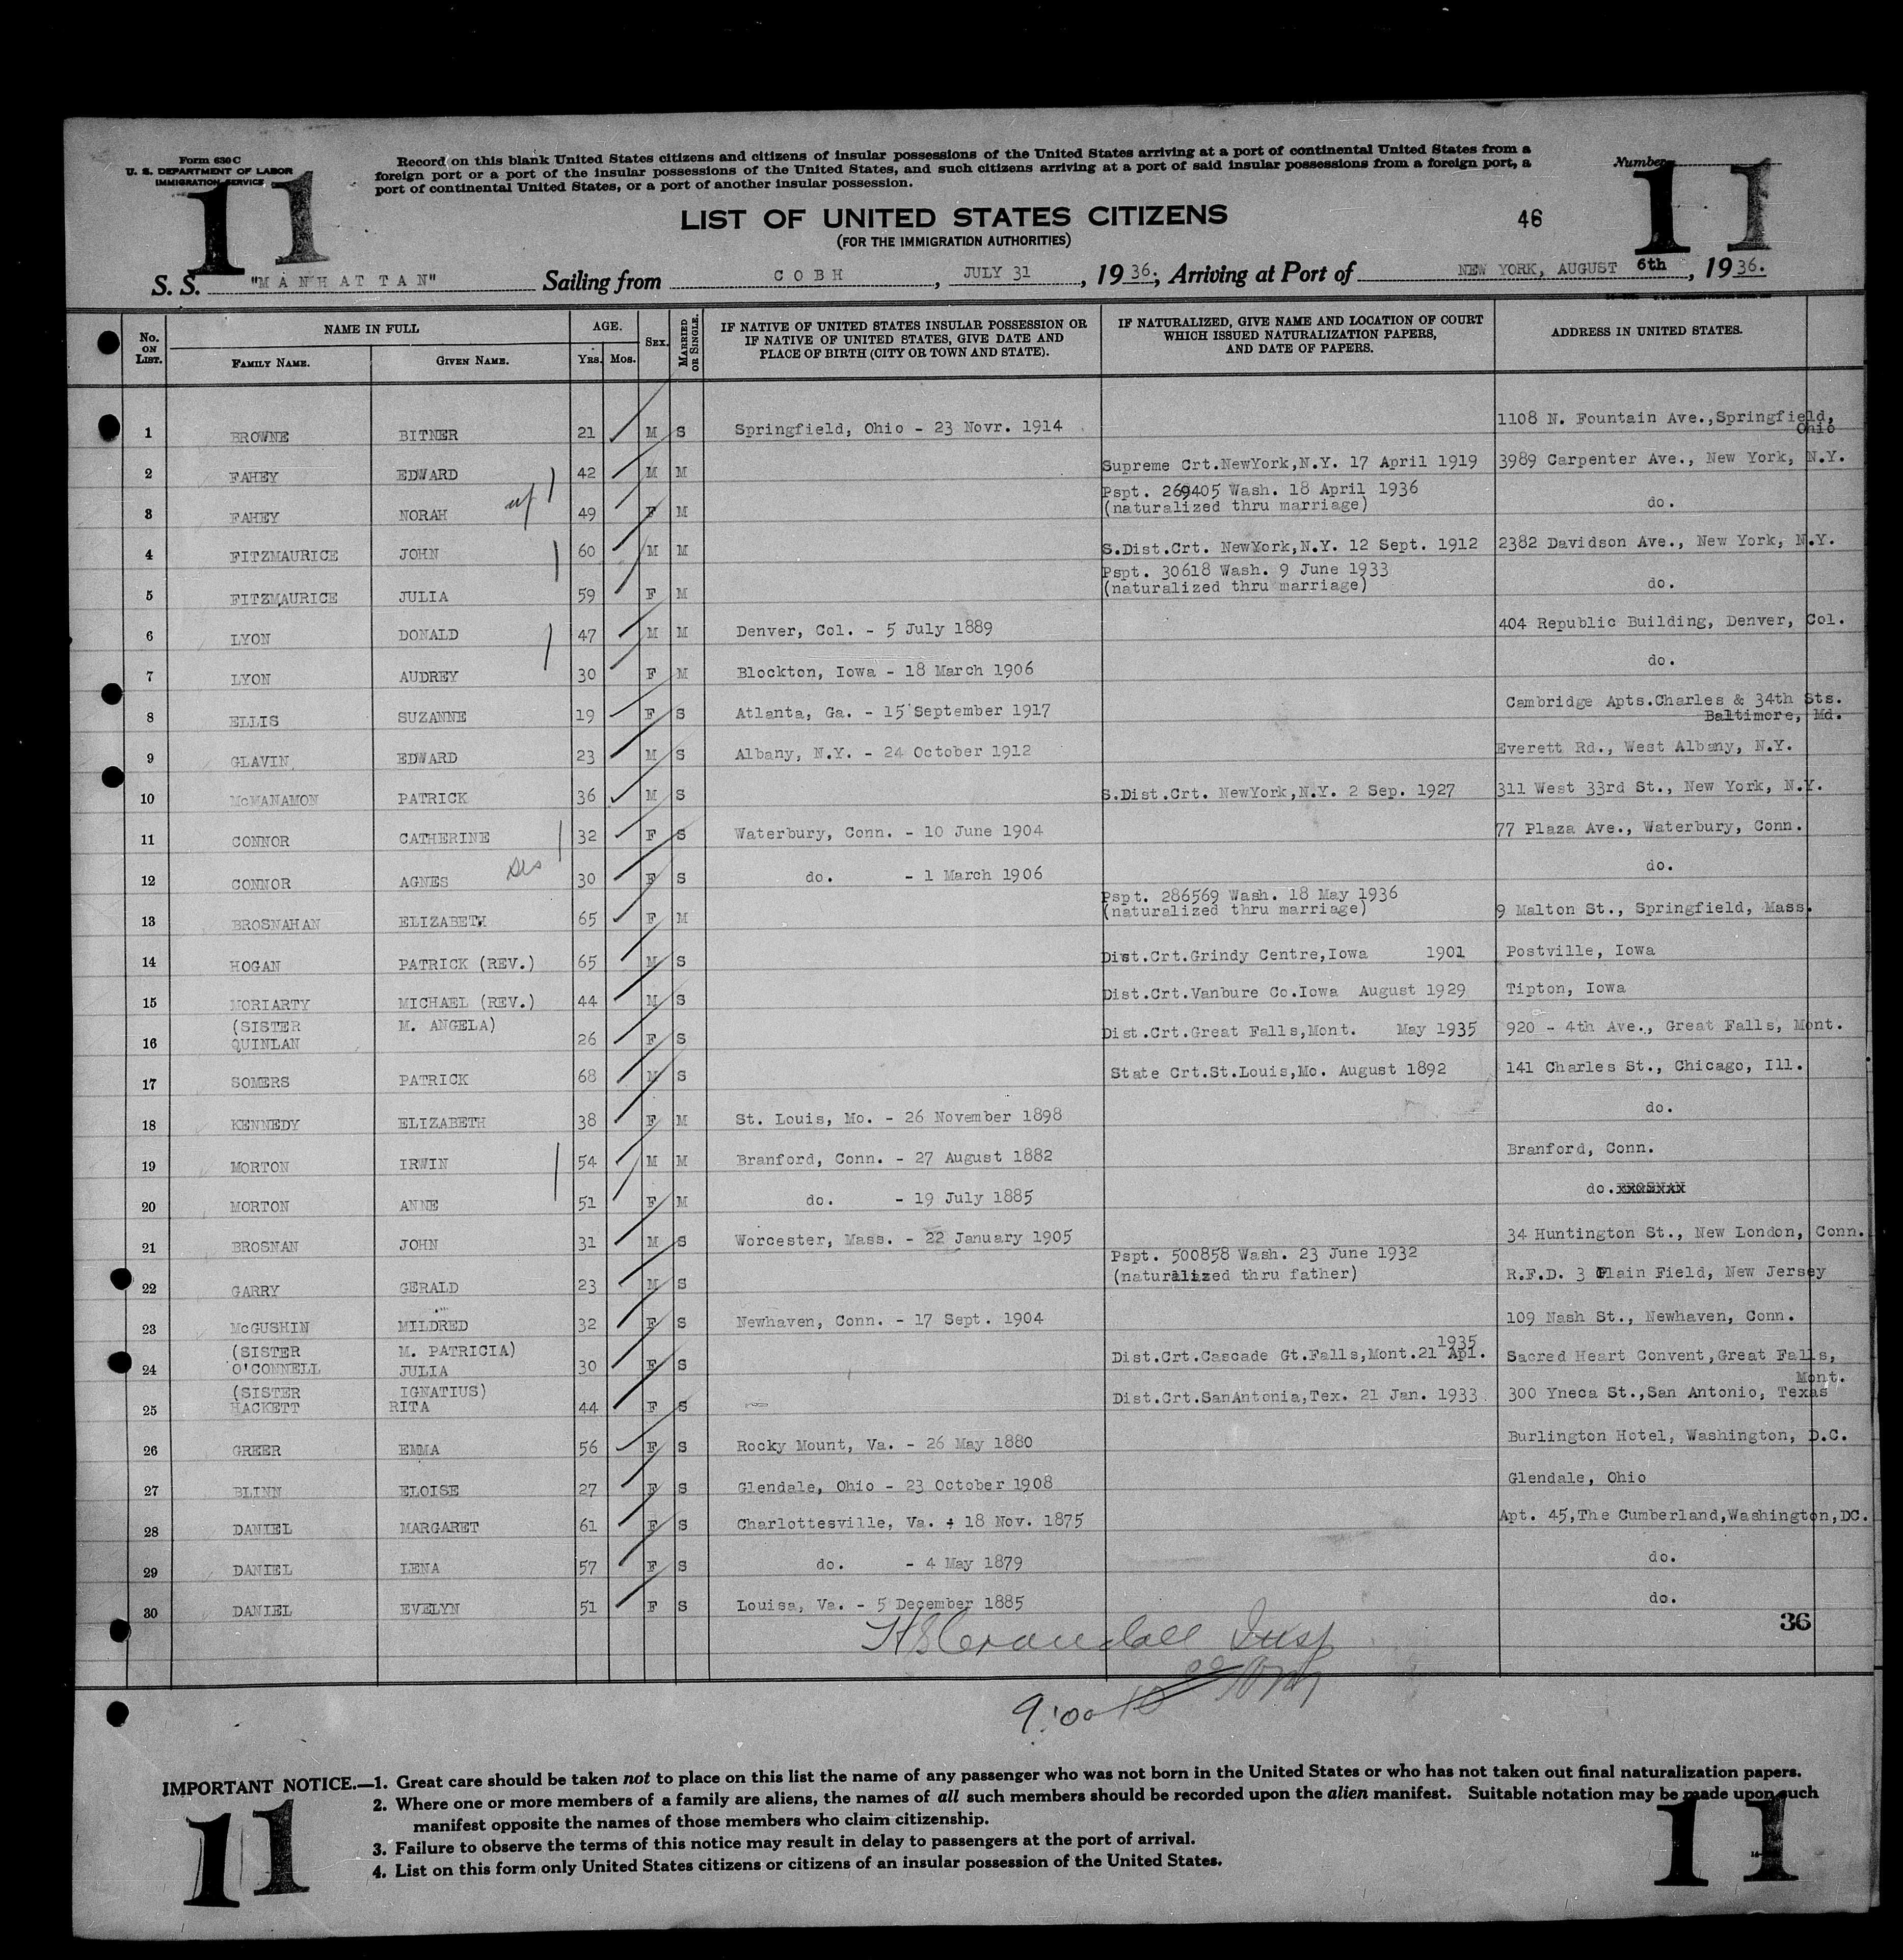 Form 630 C
U. S. DEPARTMENT OF LABOR
IMMIGRATION SERVICE
Record on this blank United States citizens and citizens of insular possessions of the United States arriving at a port of continental United States from a
foreign port or a port of the insular possessions of the United States, and such citizens arriving at a port of said insular possessions from a foreign port, a
port of continental United States, or a port of another insular possession.
Number
11 11
LIST OF UNITED STATES CITIZENS 46
(FOR THE IMMIGRATION AUTHORITIES)
S. S. "MANHATTAN" Sailing from COBH, JULY 31, 1936; Arriving at Port of NEW YORK, AUGUST 6th, 1936.
No. ON LIST. NAME IN FULL FAMILY NAME. GIVEN NAME. AGE. YRS. MOS. SEX. MARRIED OR SINGLE. IF NATIVE OF UNITED STATES INSULAR POSSESSION OR IF NATIVE OF UNITED STATES, GIVE DATE AND PLACE OF BIRTH (CITY OR TOWN AND STATE). IF NATURALIZED, GIVE NAME AND LOCATION OF COURT WHICH ISSUED NATURALIZATION PAPERS, AND DATE OF PAPERS. ADDRESS IN UNITED STATES.
1 BROWNE BITNER 21 M S Springfield, Ohio - 23 Novr. 1914 1108 N. Fountain Ave.,Springfield, Ohio
2 FAHEY EDWARD 42 M M Supreme Crt.NewYork,N.Y. 17 April 1919 3989 Carpenter Ave., New York, N.Y.
3 FAHEY NORAH 49 F M Pspt. 269405 Wash. 18 April 1936 (naturalized thru marriage) do.
4 FITZMAURICE JOHN 60 M M S.Dist.Crt. NewYork,N.Y. 12 Sept. 1912 2382 Davidson Ave., New York, N.Y.
5 FITZMAURICE JULIA 59 F M Pspt. 30618 Wash. 9 June 1933 (naturalized thru marriage) do.
6 LYON DONALD 47 M M Denver, Col. - 5 July 1889 404 Republic Building, Denver, Col.
7 LYON AUDREY 30 F M Blockton, Iowa - 18 March 1906 do.
8 ELLIS SUZANNE 19 F S Atlanta, Ga. - 15 September 1917 Cambridge Apts.Charles & 34th Sts. Baltimore, Md.
9 GLAVIN EDWARD 23 M S Albany, N.Y. - 24 October 1912 Everett Rd., West Albany, N.Y.
10 McMANAMON PATRICK 36 M S S.Dist.Crt. NewYork,N.Y. 2 Sep. 1927 311 West 33rd St., New York, N.Y.
11 CONNOR CATHERINE 32 F S Waterbury, Conn. - 10 June 1904 77 Plaza Ave., Waterbury, Conn.
12 CONNOR AGNES 30 F S do. - 1 March 1906 do.
13 BROSNAHAN ELIZABETH 65 F M Pspt. 286569 Wash. 18 May 1936 (naturalized thru marriage) 9 Malton St., Springfield, Mass.
14 HOGAN PATRICK (REV.) 65 M S Dist.Crt.Grindy Centre,Iowa 1901 Postville, Iowa
15 MORIARTY MICHAEL (REV.) 44 M S Dist.Crt.Vanbure Co.Iowa August 1929 Tipton, Iowa
16 (SISTER M. ANGELA) QUINLAN 26 F S Dist.Crt.Great Falls,Mont. May 1935 920 - 4th Ave., Great Falls, Mont.
17 SOMERS PATRICK 68 M S State Crt.St.Louis,Mo. August 1892 141 Charles St., Chicago, Ill.
18 KENNEDY ELIZABETH 38 F M St. Louis, Mo. - 26 November 1898 do.
19 MORTON IRWIN 54 M M Branford, Conn. - 27 August 1882 Branford, Conn.
20 MORTON ANNE 51 F M do. - 19 July 1885 do.
21 BROSNAN JOHN 31 M S Worcester, Mass. - 22 January 1905 34 Huntington St., New London, Conn.
22 GARRY GERALD 23 M S Pspt. 500858 Wash. 23 June 1932 (naturalized thru father) R.F.D. 3 Plain Field, New Jersey
23 McGUSHIN MILDRED 32 F S Newhaven, Conn. - 17 Sept. 1904 109 Nash St., Newhaven, Conn.
24 (SISTER M. PATRICIA) O'CONNELL JULIA 30 F S Dist.Crt.Cascade Gt.Falls,Mont.21 Apl. 1935 Sacred Heart Convent,Great Falls, Mont.
25 (SISTER IGNATIUS) HACKETT RITA 44 F S Dist.Crt.SanAntonia,Tex. 21 Jan. 1933 300 Yneca St.,San Antonio, Texas
26 GREER EMMA 56 F S Rocky Mount, Va. - 26 May 1880 Burlington Hotel, Washington, D.C.
27 BLINN ELOISE 27 F S Glendale, Ohio - 23 October 1908 Glendale, Ohio
28 DANIEL MARGARET 61 F S Charlottesville, Va. - 18 Nov. 1875 Apt. 45,The Cumberland,Washington,DC.
29 DANIEL LENA 57 F S do. - 4 May 1879 do.
30 DANIEL EVELYN 51 F S Louisa, Va. - 5 December 1885 do.
36
H S Crandall Insp
9:00
IMPORTANT NOTICE.—1. Great care should be taken not to place on this list the name of any passenger who was not born in the United States or who has not taken out final naturalization papers.
2. Where one or more members of a family are aliens, the names of all such members should be recorded upon the alien manifest. Suitable notation may be made upon such
manifest opposite the names of those members who claim citizenship.
3. Failure to observe the terms of this notice may result in delay to passengers at the port of arrival.
4. List on this form only United States citizens or citizens of an insular possession of the United States.
11 11